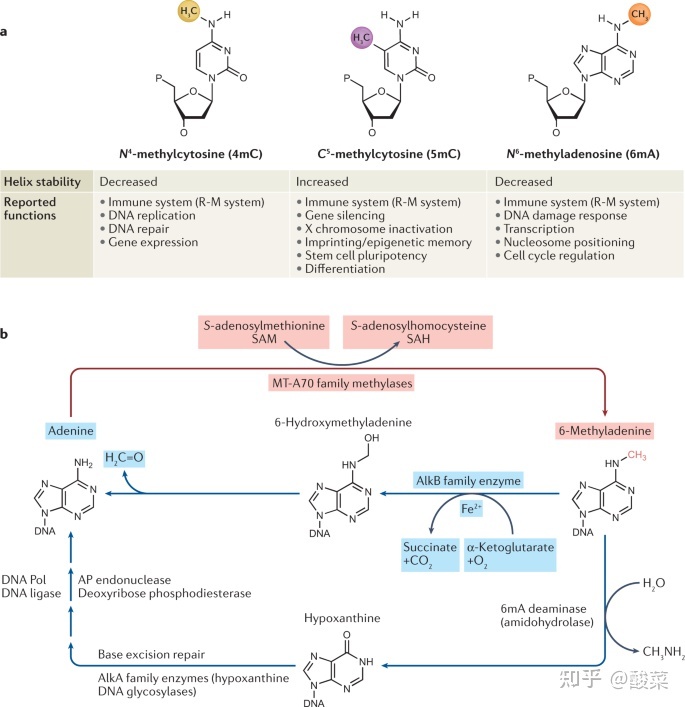 a
H₃C
N
H
N
N
O
P
O
O
N⁴-methylcytosine (4mC)
H₃C
H
N
H
N
N
O
P
O
O
C⁵-methylcytosine (5mC)
H
N
CH₃
N
N
N
N
P
O
O
N⁶-methyladenosine (6mA)
Helix stability
Decreased
Increased
Decreased
Reported
functions
• Immune system (R-M system)
• DNA replication
• DNA repair
• Gene expression
• Immune system (R-M system)
• Gene silencing
• X chromosome inactivation
• Imprinting/epigenetic memory
• Stem cell pluripotency
• Differentiation
• Immune system (R-M system)
• DNA damage response
• Transcription
• Nucleosome positioning
• Cell cycle regulation
b
S-adenosylmethionine
SAM
S-adenosylhomocysteine
SAH
MT-A70 family methylases
Adenine
NH₂
N
N
N
N
DNA
H₂C=O
6-Hydroxymethyladenine
OH
HN
N
N
N
N
DNA
AlkB family enzyme
Fe²⁺
Succinate
+CO₂
α-Ketoglutarate
+O₂
6-Methyladenine
HN
CH₃
N
N
N
N
DNA
DNA Pol
DNA ligase
AP endonuclease
Deoxyribose phosphodiesterase
Base excision repair
AlkA family enzymes (hypoxanthine
DNA glycosylases)
Hypoxanthine
O
N
NH
N
N
DNA
6mA deaminase
(amidohydrolase)
H₂O
CH₃NH₂
知乎 @酸菜